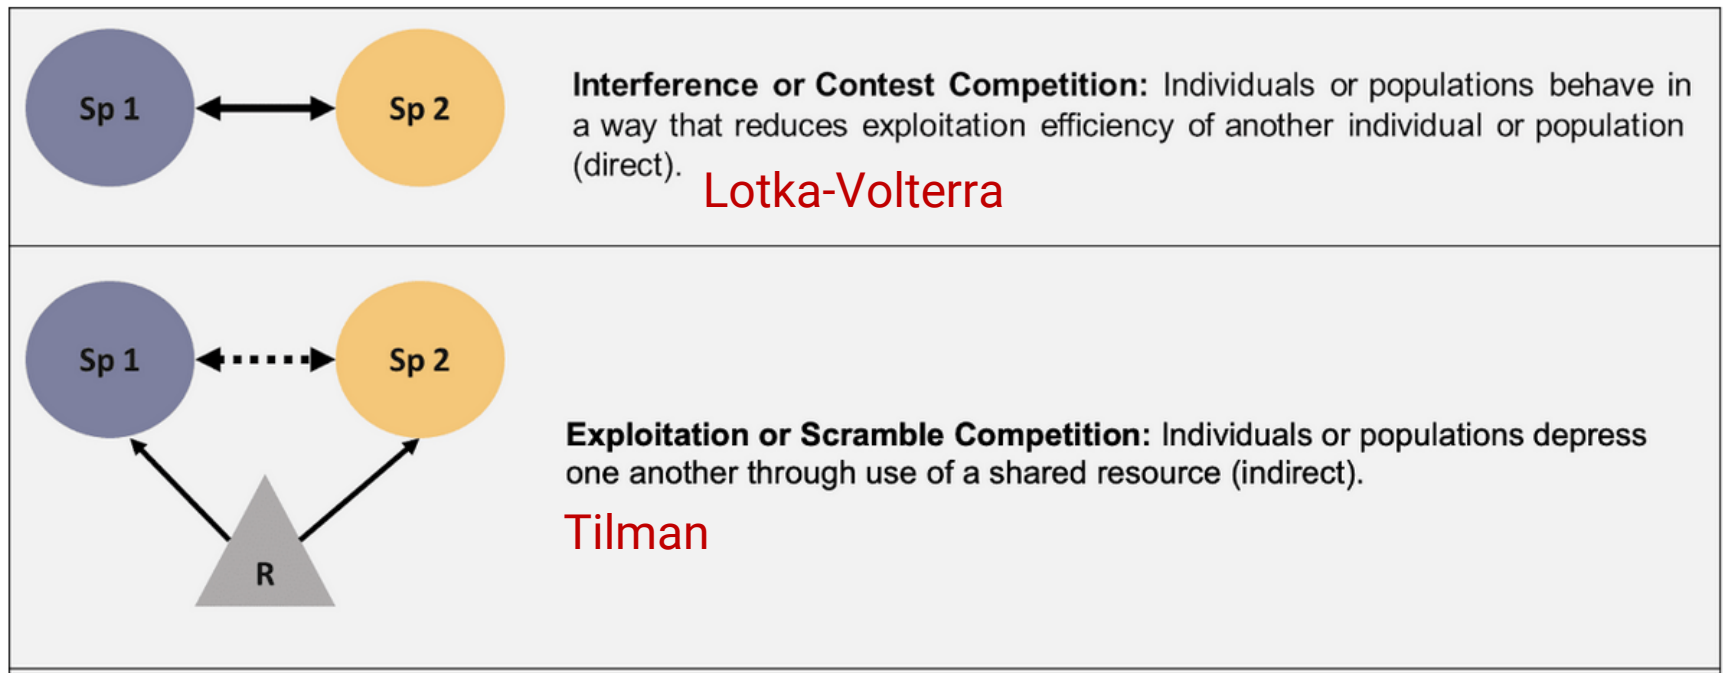 Sp 1
Sp 2
Interference or Contest Competition: Individuals or populations behave in
a way that reduces exploitation efficiency of another individual or population
(direct).
Lotka-Volterra
Sp 1
Sp 2
R
Exploitation or Scramble Competition: Individuals or populations depress
one another through use of a shared resource (indirect).
Tilman